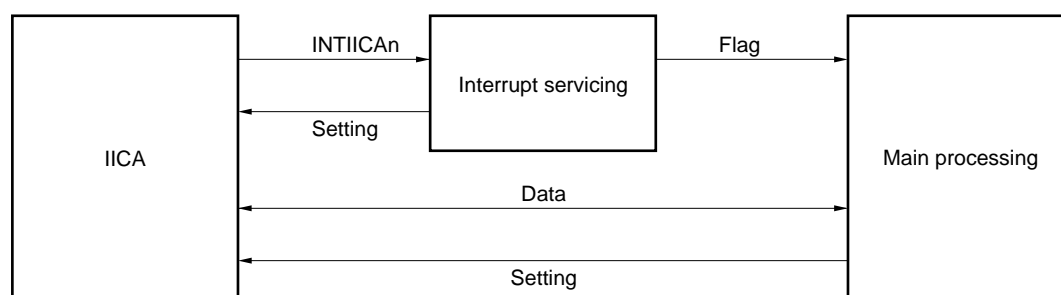 INTIICAn
Flag
Interrupt servicing
Setting
IICA
Main processing
Data
Setting